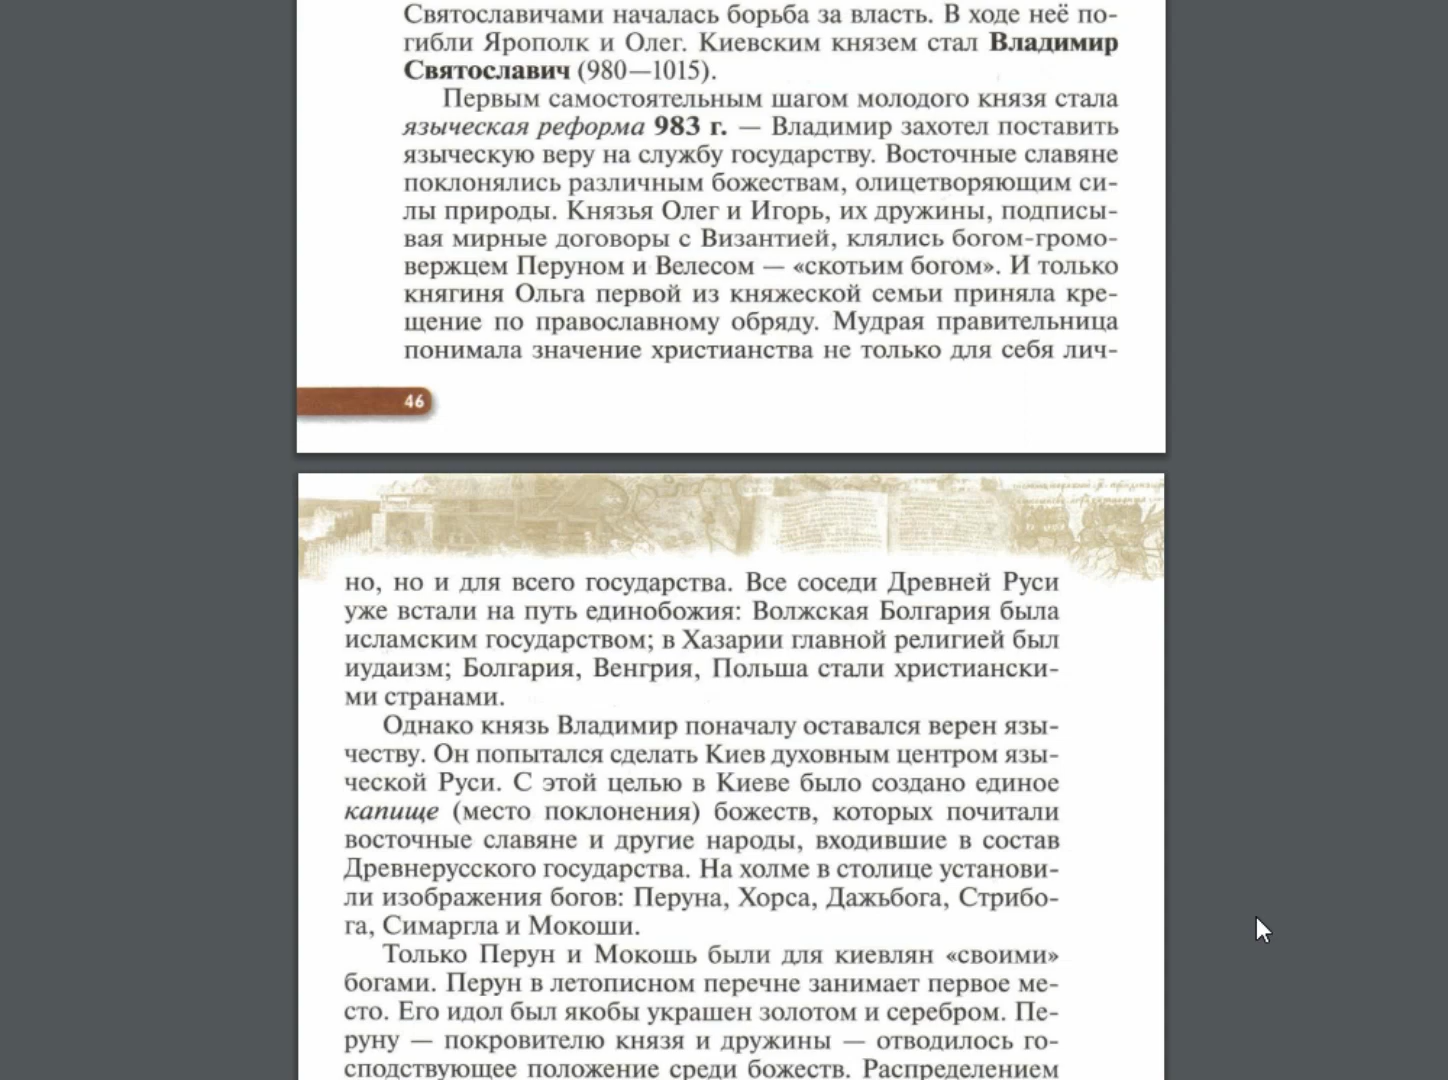 Святославичами началась борьба за власть. В ходе неё по-
гибли Ярополк и Олег. Киевским князем стал Владимир
Святославич (980—1015).
Первым самостоятельным шагом молодого князя стала
языческая реформа 983 г. — Владимир захотел поставить
языческую веру на службу государству. Восточные славяне
поклонялись различным божествам, олицетворяющим си-
лы природы. Князья Олег и Игорь, их дружины, подписы-
вая мирные договоры с Византией, клялись богом-громо-
вержцем Перуном и Велесом — «скотьим богом». И только
княгиня Ольга первой из княжеской семьи приняла кре-
щение по православному обряду. Мудрая правительница
понимала значение христианства не только для себя лич-
46
но, но и для всего государства. Все соседи Древней Руси
уже встали на путь единобожия: Волжская Болгария была
исламским государством; в Хазарии главной религией был
иудаизм; Болгария, Венгрия, Польша стали христиански-
ми странами.
Однако князь Владимир поначалу оставался верен язы-
честву. Он попытался сделать Киев духовным центром язы-
ческой Руси. С этой целью в Киеве было создано единое
капище (место поклонения) божеств, которых почитали
восточные славяне и другие народы, входившие в состав
Древнерусского государства. На холме в столице установи-
ли изображения богов: Перуна, Хорса, Дажьбога, Стрибо-
га, Симаргла и Мокоши.
Только Перун и Мокошь были для киевлян «своими»
богами. Перун в летописном перечне занимает первое ме-
сто. Его идол был якобы украшен золотом и серебром. Пе-
руну — покровителю князя и дружины — отводилось го-
сподствующее положение среди божеств. Распределением